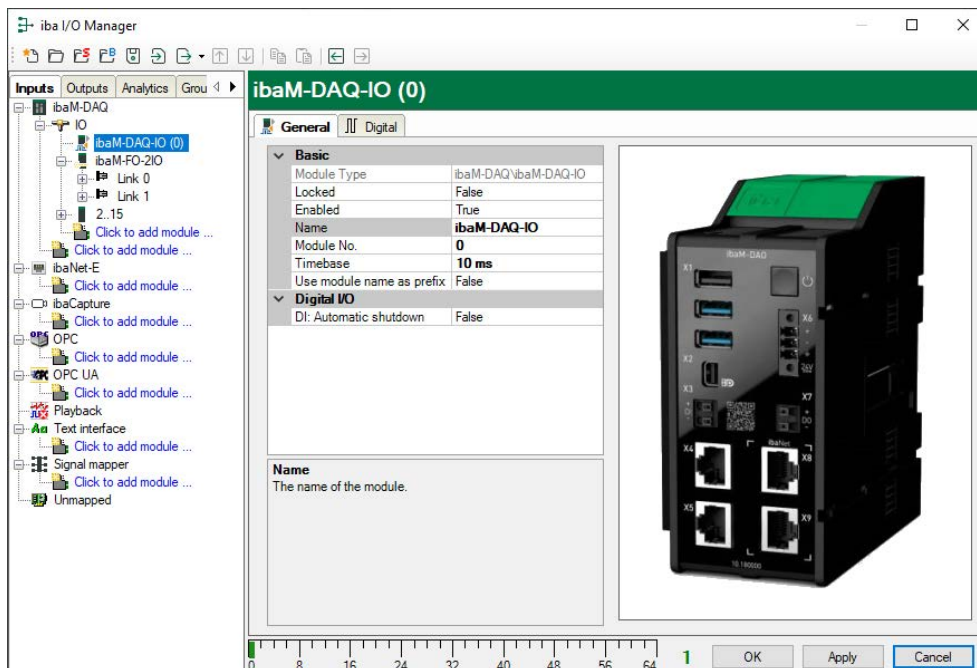 iba I/O Manager
Inputs Outputs Analytics Grou
ibaM-DAQ
IO
ibaM-DAQ-IO (0)
ibaM-FO-2IO
Link 0
Link 1
2..15
Click to add module ...
Click to add module ...
ibaNet-E
Click to add module ...
ibaCapture
Click to add module ...
OPC
Click to add module ...
OPC UA
Click to add module ...
Playback
Text interface
Click to add module ...
Signal mapper
Click to add module ...
Unmapped
ibaM-DAQ-IO (0)
General Digital
Basic
Module Type ibaM-DAQ\ibaM-DAQ-IO
Locked False
Enabled True
Name ibaM-DAQ-IO
Module No. 0
Timebase 10 ms
Use module name as prefix False
Digital I/O
DI: Automatic shutdown False
Name
The name of the module.
ibaM-DAQ
X1
X6
X2
X3
X7
DI
DO
ibaNet
X4
X8
X5
X9
0 8 16 24 32 40 48 56 64
1
OK Apply Cancel